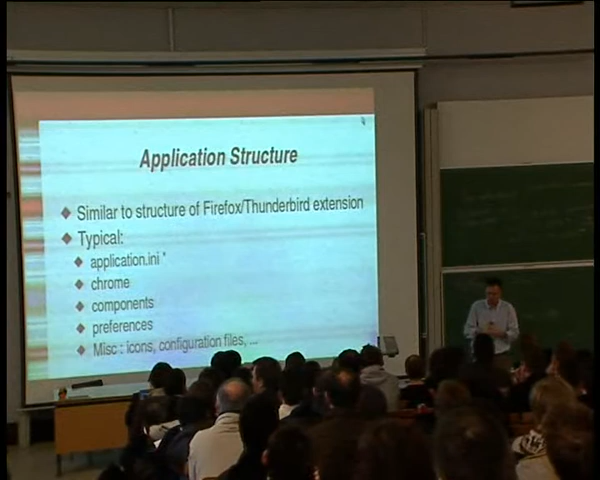 Application Structure
Similar to structure of Firefox/Thunderbird extension
Typical:
application.ini *
chrome
components
preferences
Misc : icons, configuration files, ...